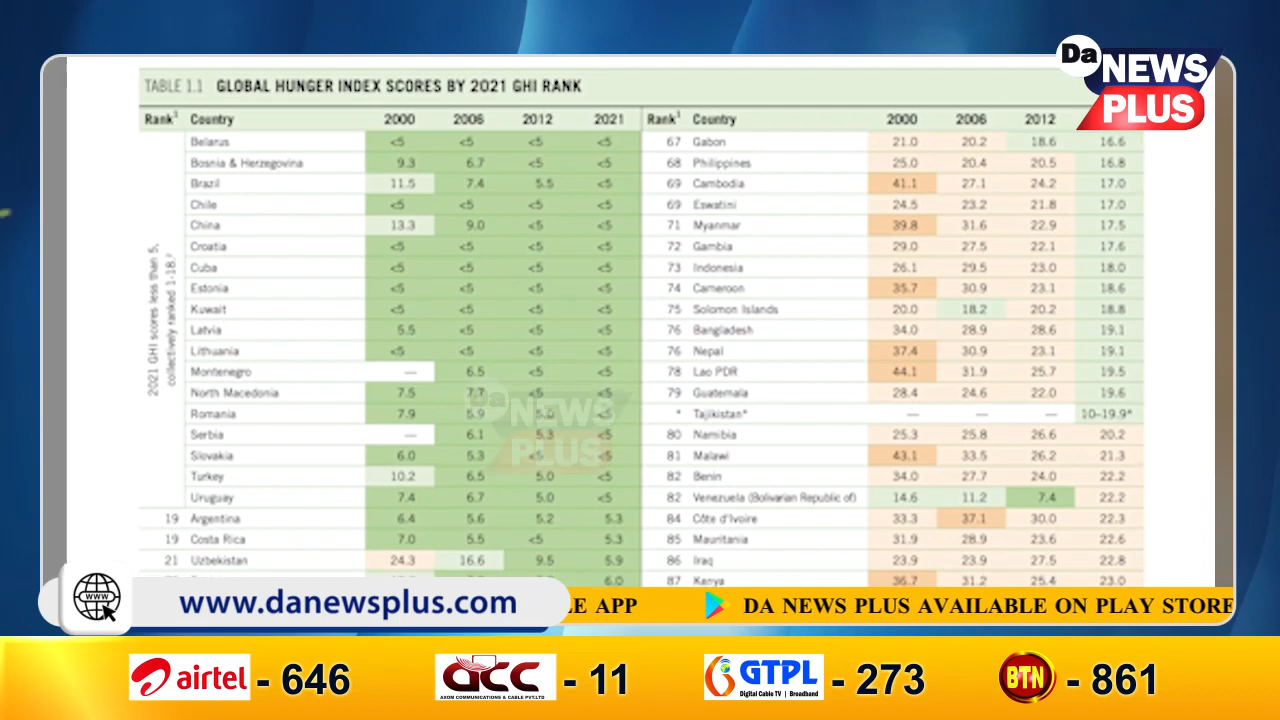 Da NEWS
PLUS
TABLE 1.1 GLOBAL HUNGER INDEX SCORES BY 2021 GHI RANK
Rank¹ Country 2000 2006 2012 2021
2021 GHI scores less than 5,
collectively ranked 1-18.²
Belarus <5 <5 <5 <5
Bosnia & Herzegovina 9.3 6.7 <5 <5
Brazil 11.5 7.4 5.5 <5
Chile <5 <5 <5 <5
China 13.3 9.0 <5 <5
Croatia <5 <5 <5 <5
Cuba <5 <5 <5 <5
Estonia <5 <5 <5 <5
Kuwait <5 <5 <5 <5
Latvia 5.5 <5 <5 <5
Lithuania <5 <5 <5 <5
Montenegro — 6.5 <5 <5
North Macedonia 7.5 7.7 <5 <5
Romania 7.9 5.9 5.0 <5
Serbia — 6.1 5.3 <5
Slovakia 6.0 5.3 <5 <5
Turkey 10.2 6.5 5.0 <5
Uruguay 7.4 6.7 5.0 <5
19 Argentina 6.4 5.6 5.2 5.3
19 Costa Rica 7.0 5.5 <5 5.3
21 Uzbekistan 24.3 16.6 9.5 5.9
6.0
Rank¹ Country 2000 2006 2012
67 Gabon 21.0 20.2 18.6 16.6
68 Philippines 25.0 20.4 20.5 16.8
69 Cambodia 41.1 27.1 24.2 17.0
69 Eswatini 24.5 23.2 21.8 17.0
71 Myanmar 39.8 31.6 22.9 17.5
72 Gambia 29.0 27.5 22.1 17.6
73 Indonesia 26.1 29.5 23.0 18.0
74 Cameroon 35.7 30.9 23.1 18.6
75 Solomon Islands 20.0 18.2 20.2 18.8
76 Bangladesh 34.0 28.9 28.6 19.1
76 Nepal 37.4 30.9 23.1 19.1
78 Lao PDR 44.1 31.9 25.7 19.5
79 Guatemala 28.4 24.6 22.0 19.6
* Tajikistan* — — — 10–19.9*
80 Namibia 25.3 25.8 26.6 20.2
81 Malawi 43.1 33.5 26.2 21.3
82 Benin 34.0 27.7 24.0 22.2
82 Venezuela (Bolivarian Republic of) 14.6 11.2 7.4 22.2
84 Côte d'Ivoire 33.3 37.1 30.0 22.3
85 Mauritania 31.9 28.9 23.6 22.6
86 Iraq 23.9 23.9 27.5 22.8
87 Kenya 36.7 31.2 25.4 23.0
Da NEWS
PLUS
WWW
www.danewsplus.com
LE APP DA NEWS PLUS AVAILABLE ON PLAY STORE
airtel - 646
ACC - 11
AXOM COMMUNICATIONS & CABLE PVT.LTD
GTPL - 273
Digital Cable TV | Broadband
BTN - 861